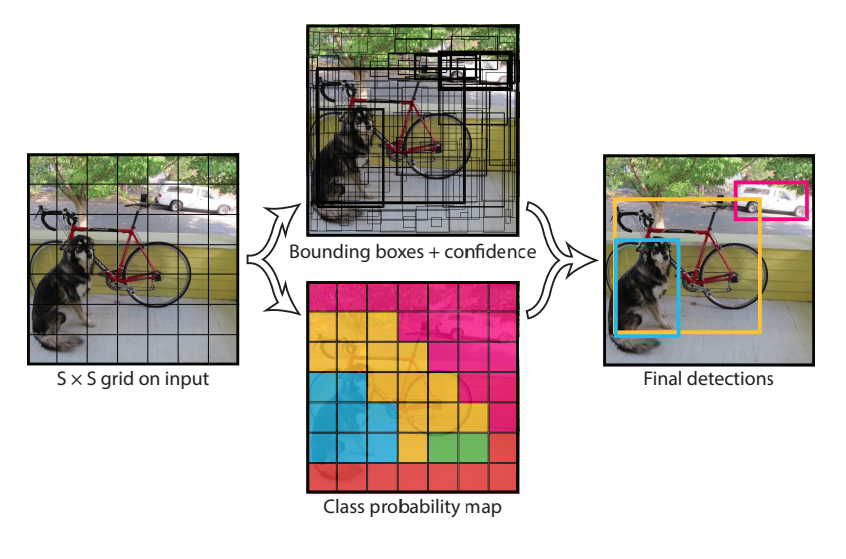 Bounding boxes + confidence
S × S grid on input
Final detections
Class probability map